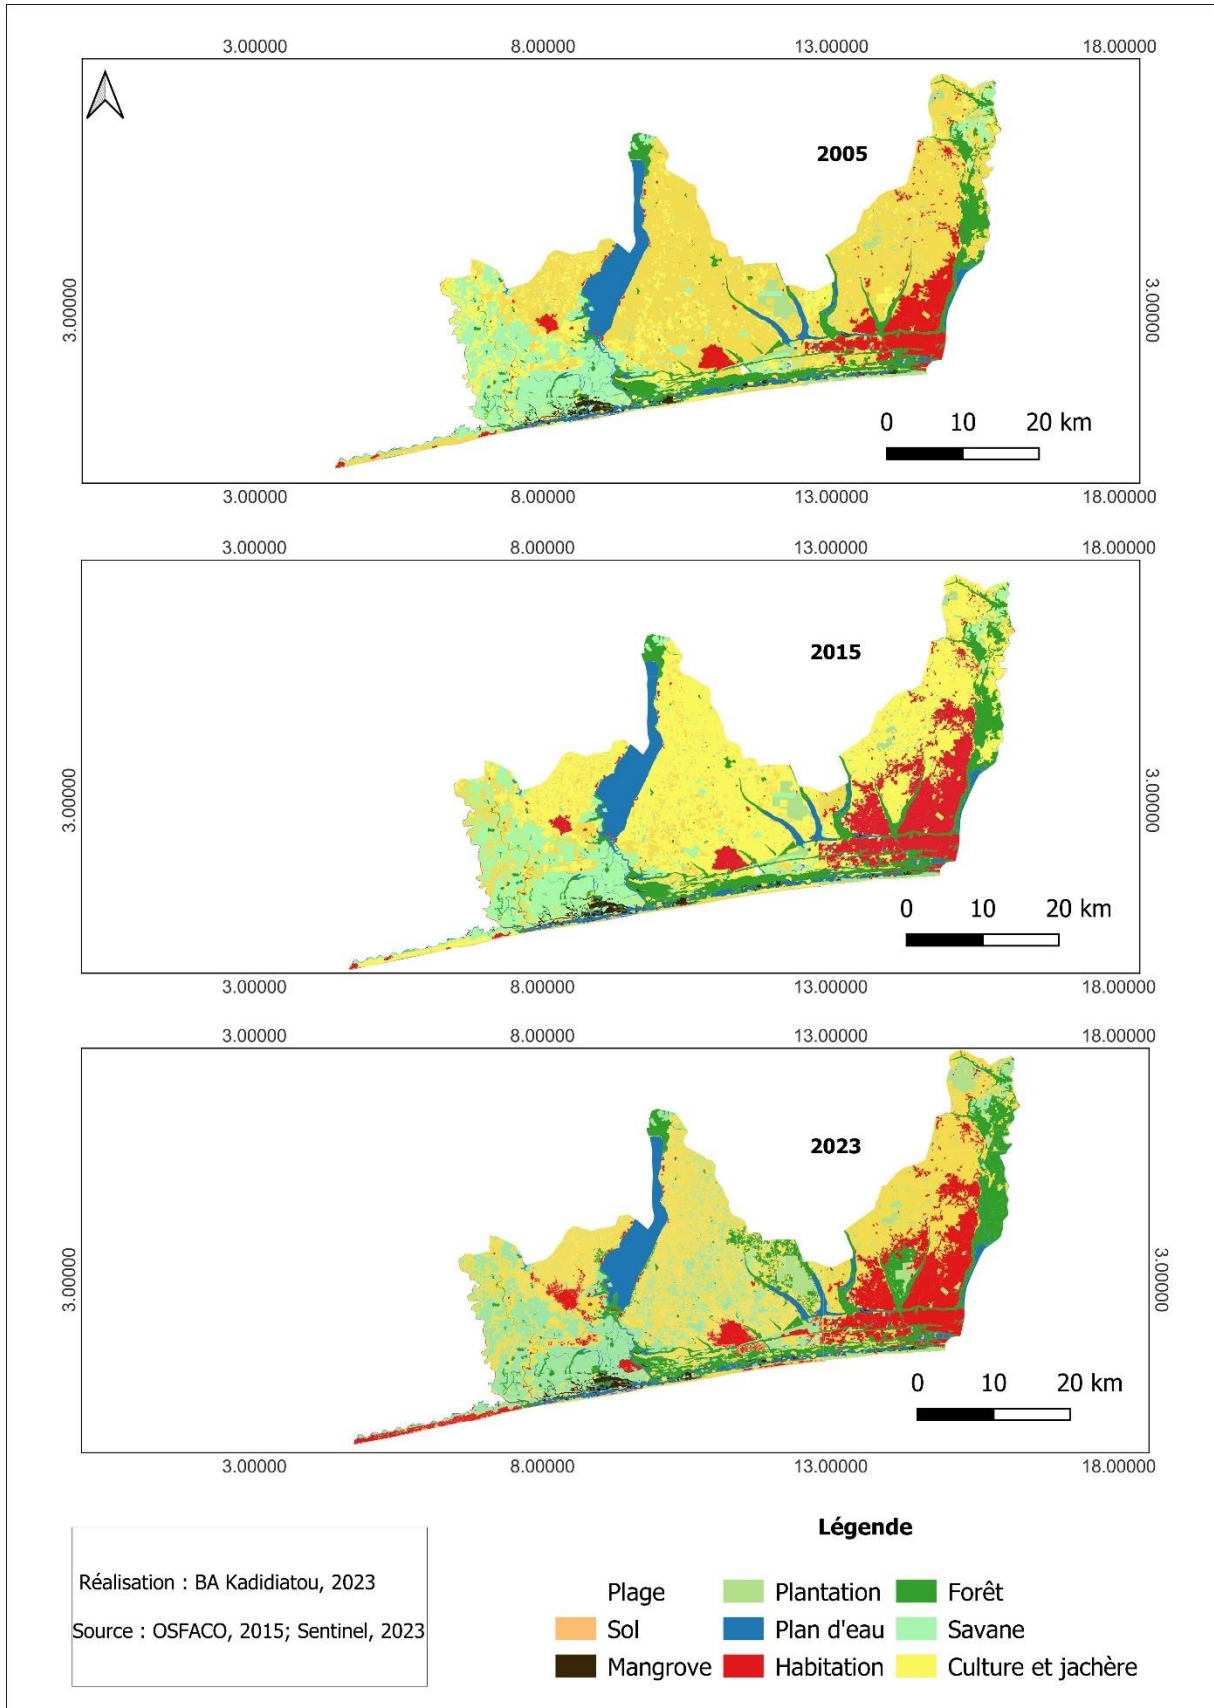 3.00000 8.00000 13.00000 18.00000
2005
3.00000 3.00000
0 10 20 km
3.00000 8.00000 13.00000 18.00000
3.00000 8.00000 13.00000 18.00000
2015
3.00000 3.00000
0 10 20 km
3.00000 8.00000 13.00000 18.00000
3.00000 8.00000 13.00000 18.00000
2023
3.00000 3.00000
0 10 20 km
3.00000 8.00000 13.00000 18.00000
Réalisation : BA Kadidiatou, 2023
Source : OSFACO, 2015; Sentinel, 2023
Légende
Plage Plantation Forêt
Sol Plan d'eau Savane
Mangrove Habitation Culture et jachère